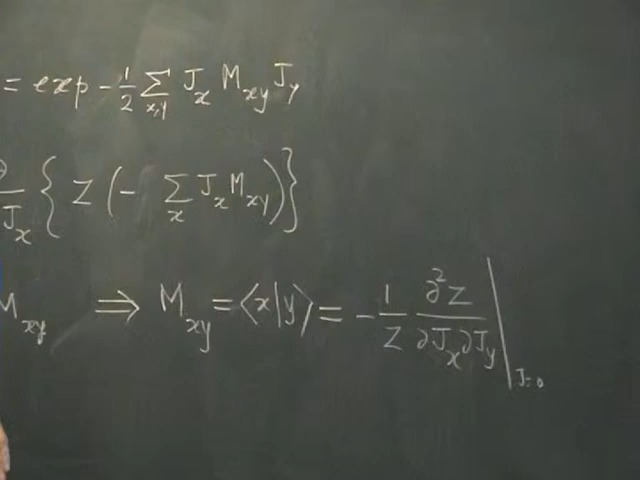 = exp - 1/2 Σ_{x,y} J_x M_{xy} J_y
∂/∂J_x { Z ( - Σ_x J_x M_{xy} ) }
M_{xy} ⟹ M_{xy} = ⟨x|y⟩ = - 1/Z ∂²Z/∂J_x∂J_y |_{J=0}